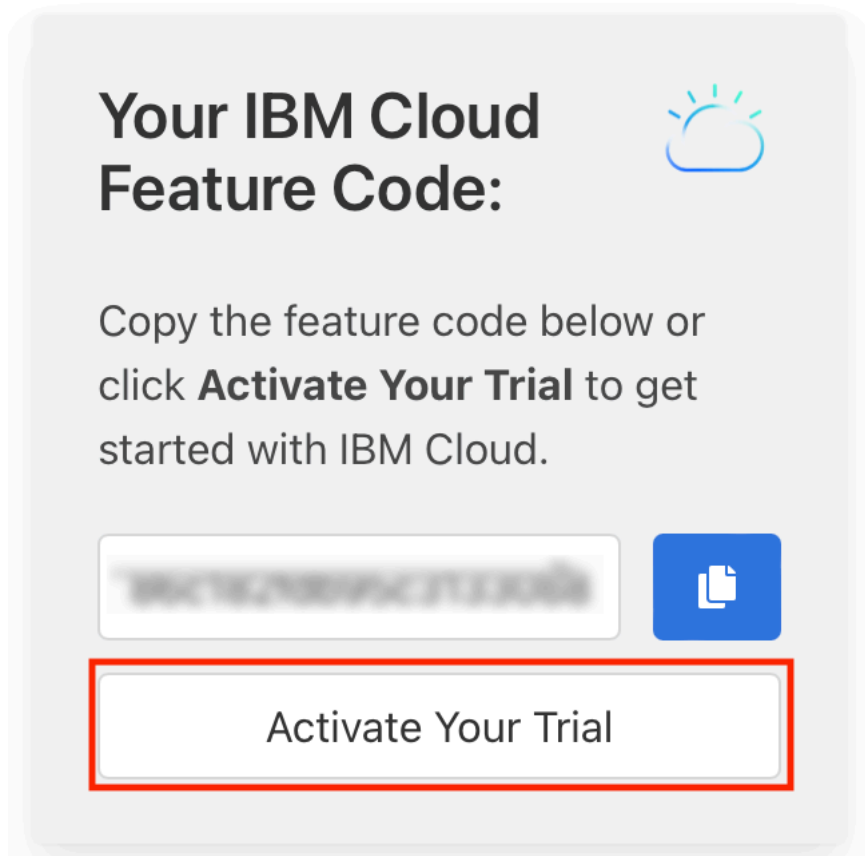 Your IBM Cloud
Feature Code:
Copy the feature code below or
click Activate Your Trial to get
started with IBM Cloud.
Activate Your Trial